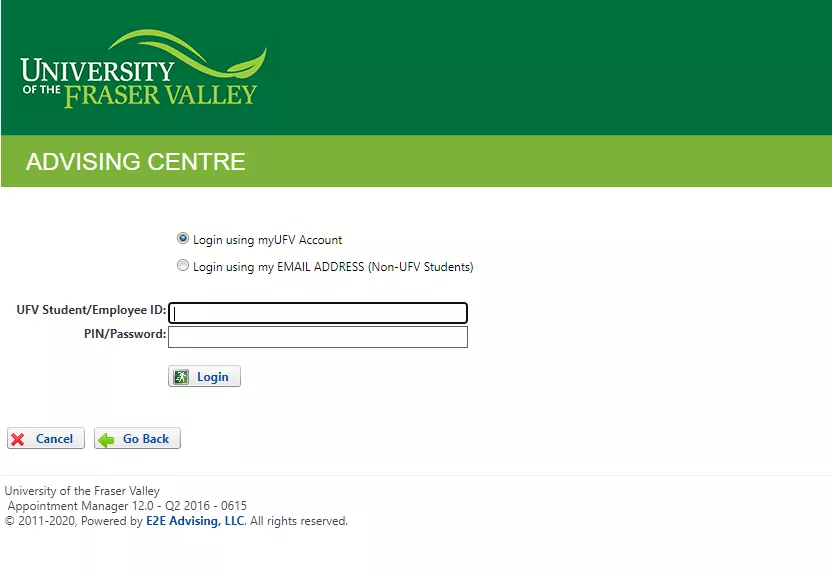 UNIVERSITY
OF THE FRASER VALLEY
ADVISING CENTRE
Login using myUFV Account
Login using my EMAIL ADDRESS (Non-UFV Students)
UFV Student/Employee ID:
PIN/Password:
Login
Cancel Go Back
University of the Fraser Valley
Appointment Manager 12.0 - Q2 2016 - 0615
© 2011-2020, Powered by E2E Advising, LLC. All rights reserved.